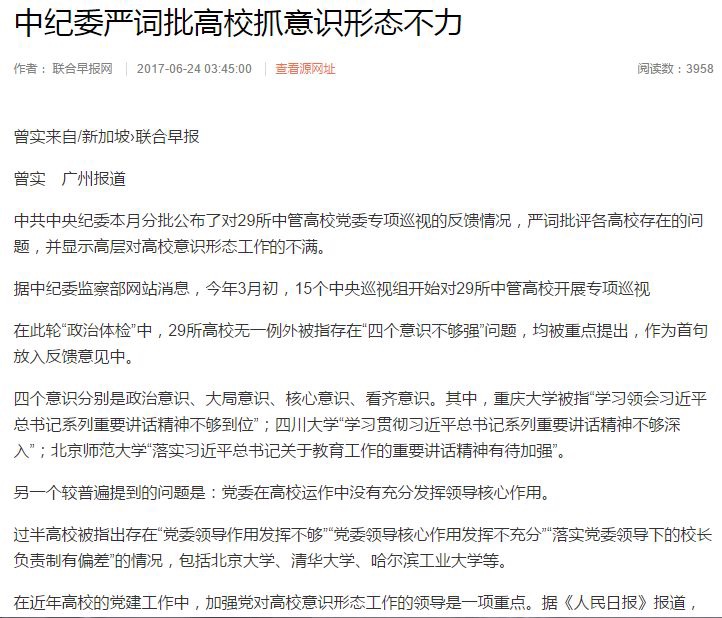 中纪委严词批高校抓意识形态不力
作者： 联合早报网 2017-06-24 03:45:00 查看源网址 阅读数：3958
曾实来自/新加坡›联合早报
曾实　广州报道
中共中央纪委本月分批公布了对29所中管高校党委专项巡视的反馈情况，严词批评各高校存在的问
题，并显示高层对高校意识形态工作的不满。
据中纪委监察部网站消息，今年3月初，15个中央巡视组开始对29所中管高校开展专项巡视
在此轮“政治体检”中，29所高校无一例外被指存在“四个意识不够强”问题，均被重点提出，作为首句
放入反馈意见中。
四个意识分别是政治意识、大局意识、核心意识、看齐意识。其中，重庆大学被指“学习领会习近平
总书记系列重要讲话精神不够到位”；四川大学“学习贯彻习近平总书记系列重要讲话精神不够深
入”；北京师范大学“落实习近平总书记关于教育工作的重要讲话精神有待加强”。
另一个较普遍提到的问题是：党委在高校运作中没有充分发挥领导核心作用。
过半高校被指出存在“党委领导作用发挥不够”“党委领导核心作用发挥不充分”“落实党委领导下的校长
负责制有偏差”的情况，包括北京大学、清华大学、哈尔滨工业大学等。
在近年高校的党建工作中，加强党对高校意识形态工作的领导是一项重点。据《人民日报》报道，